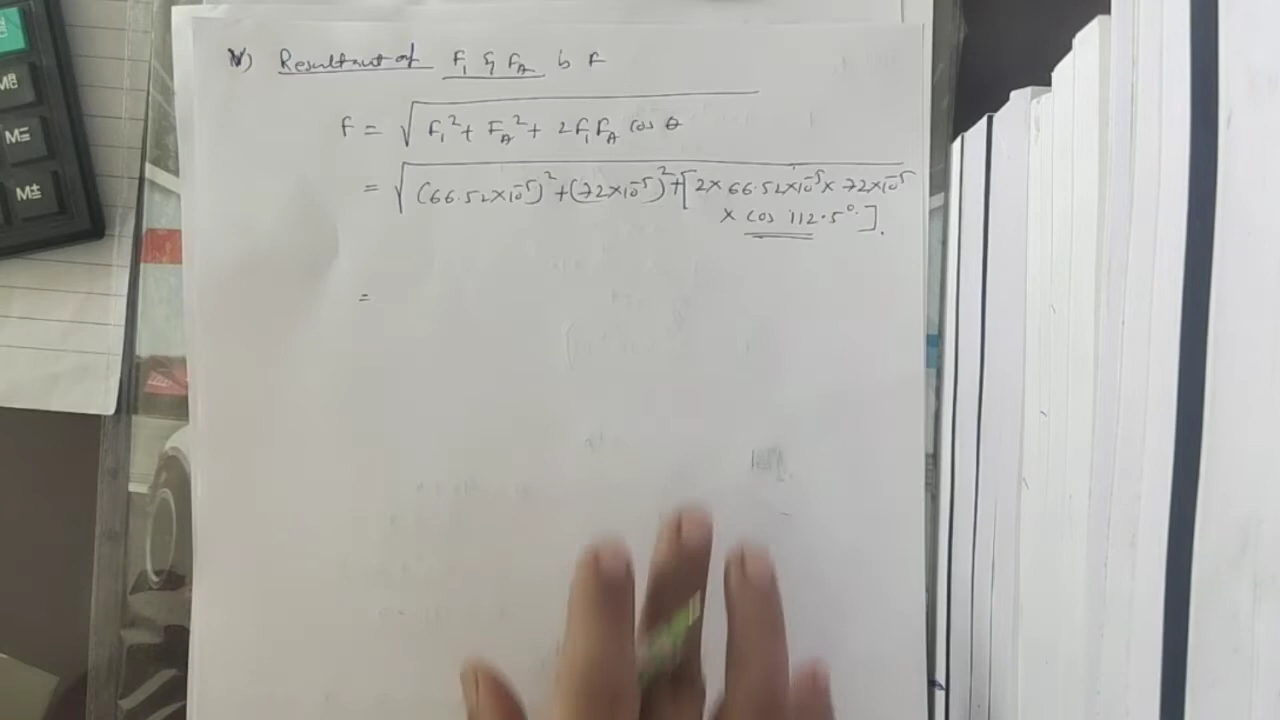 V) Resultant of F₁ & F_A b F
F = √(F₁² + F_A² + 2F₁F_A cos θ)
= √((66.52×10⁻⁵)² + (72×10⁻⁵)² + [2×66.52×10⁻⁵×72×10⁻⁵
× cos 112.5°].
=
M
M=
M±